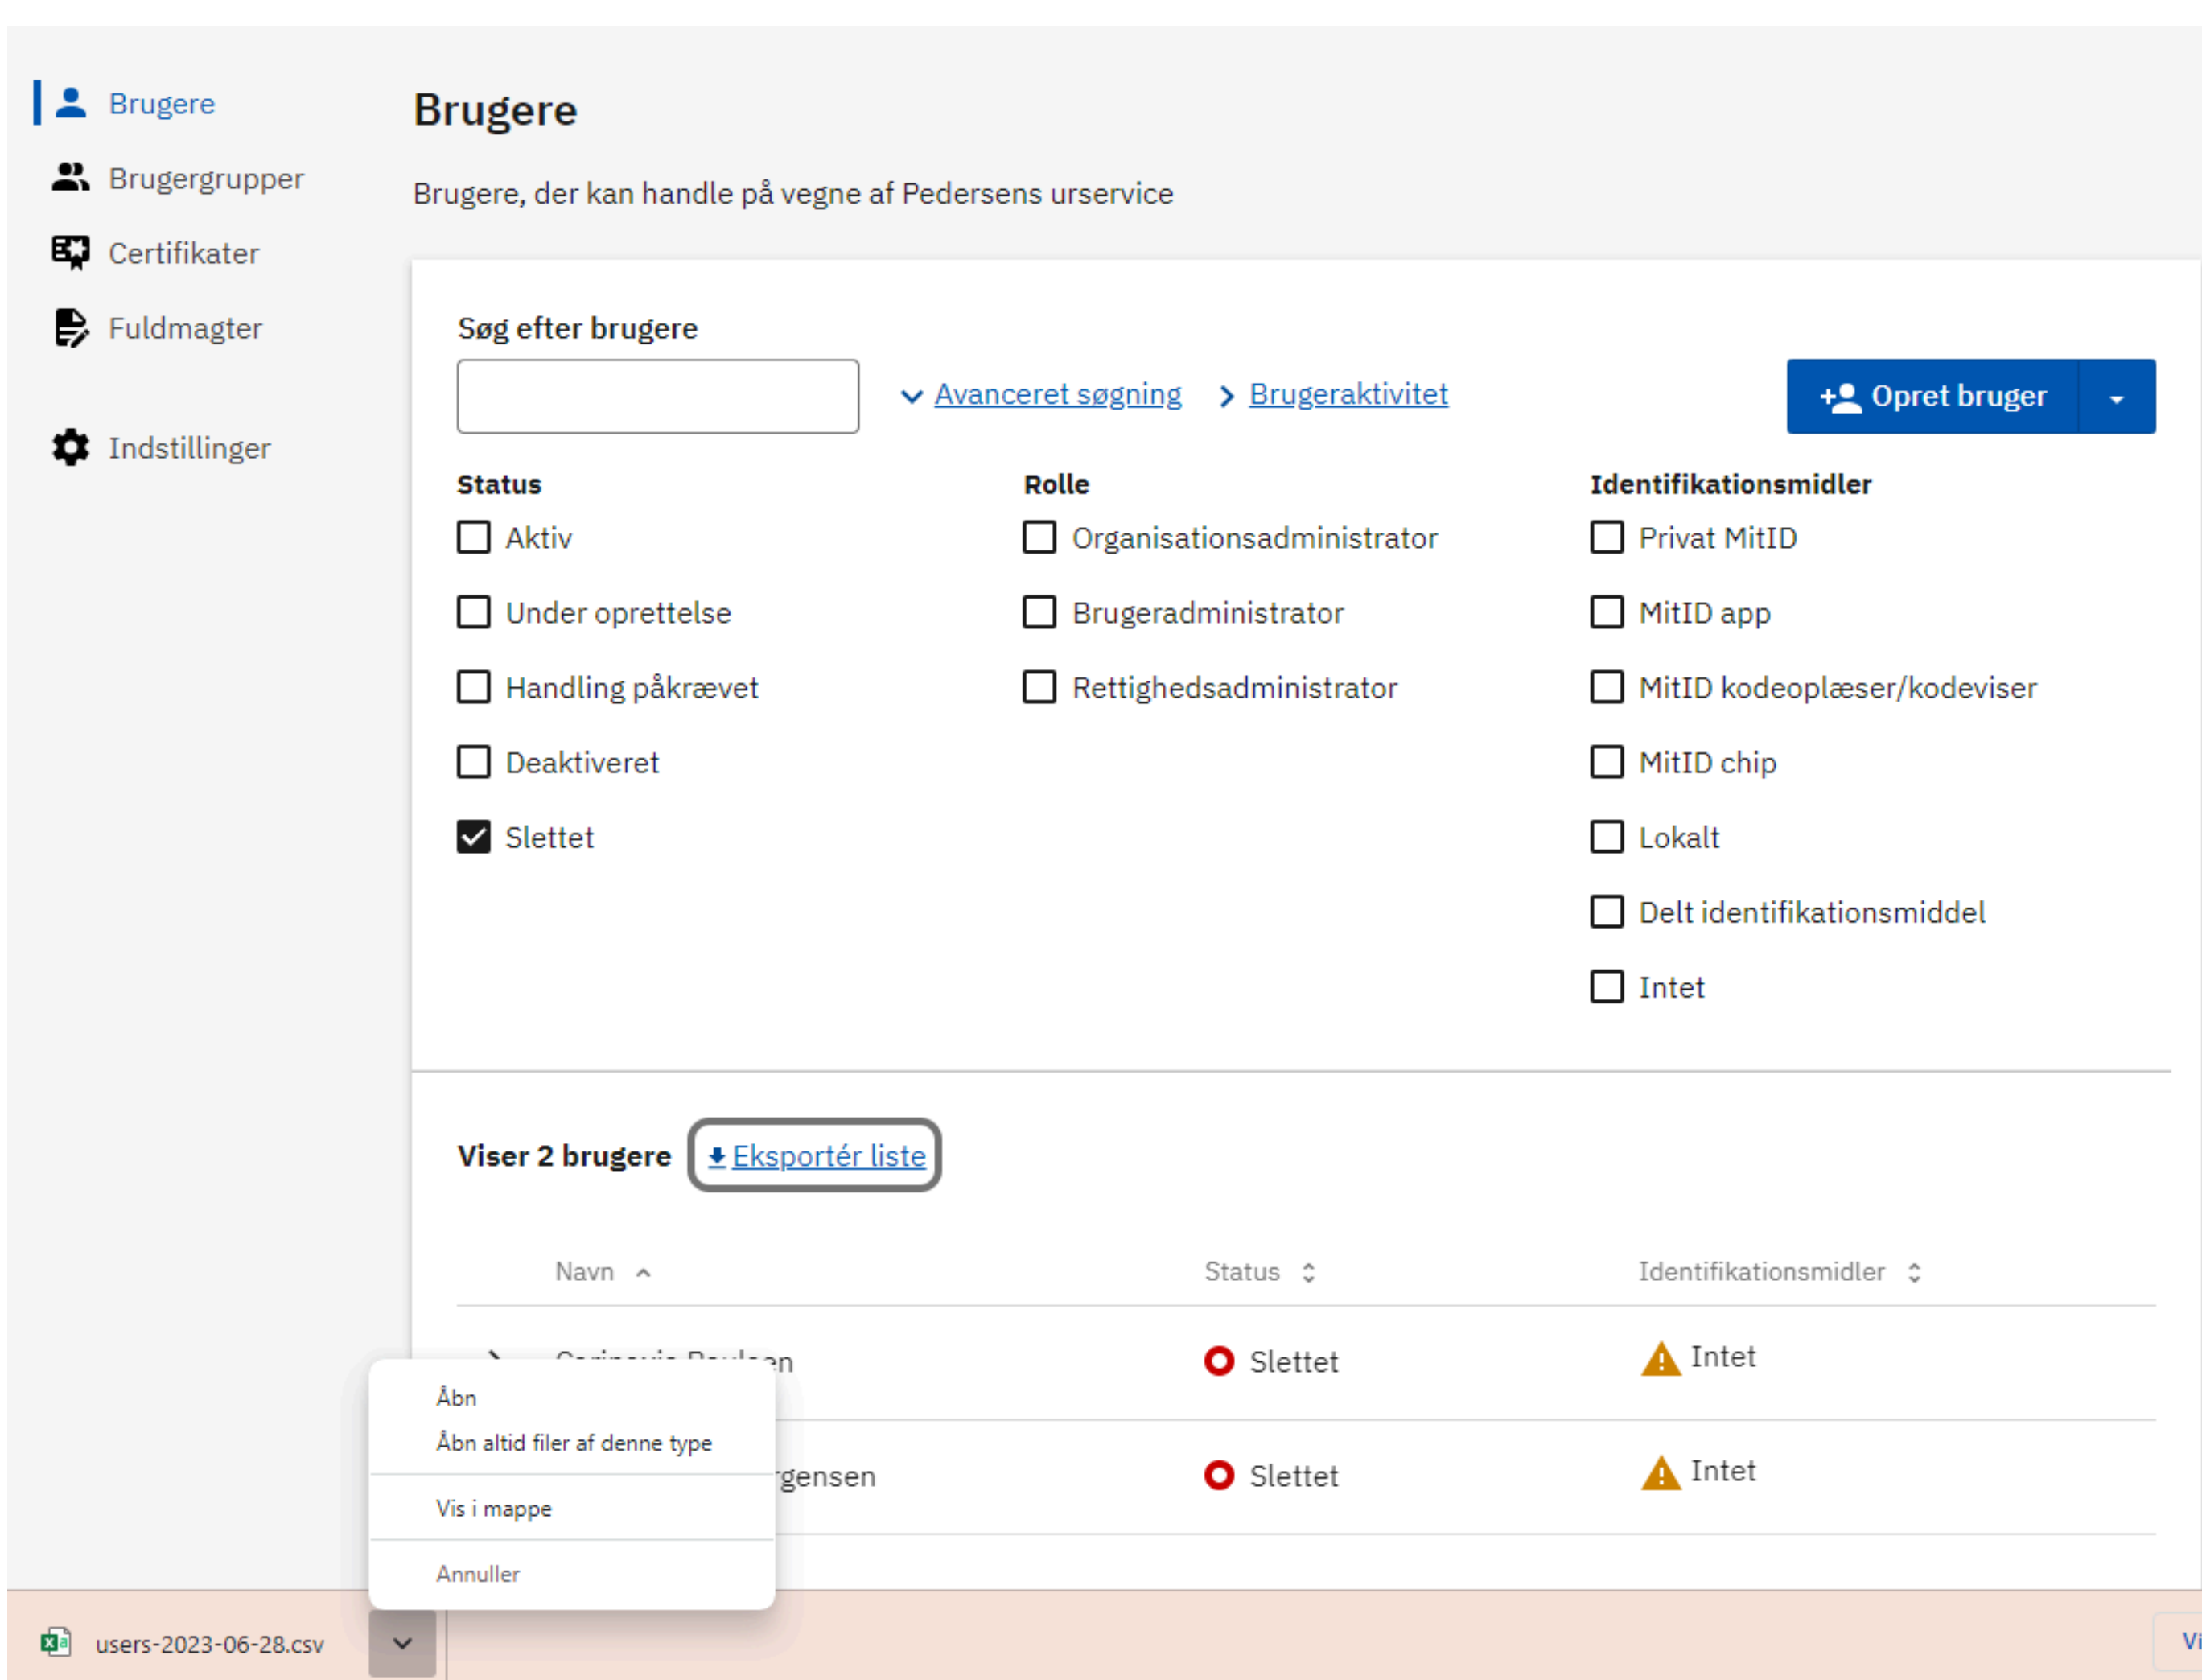 Brugere
Brugergrupper
Certifikater
Fuldmagter
Indstillinger
Brugere
Brugere, der kan handle på vegne af Pedersens urservice
Søg efter brugere
Avanceret søgning
Brugeraktivitet
Opret bruger
Status
Aktiv
Under oprettelse
Handling påkrævet
Deaktiveret
Slettet
Rolle
Organisationsadministrator
Brugeradministrator
Rettighedsadministrator
Identifikationsmidler
Privat MitID
MitID app
MitID kodeoplæser/kodeviser
MitID chip
Lokalt
Delt identifikationsmiddel
Intet
Viser 2 brugere Eksportér liste
Navn Status Identifikationsmidler
Slettet Intet
Slettet Intet
Åbn
Åbn altid filer af denne type
Vis i mappe
Annuller
users-2023-06-28.csv